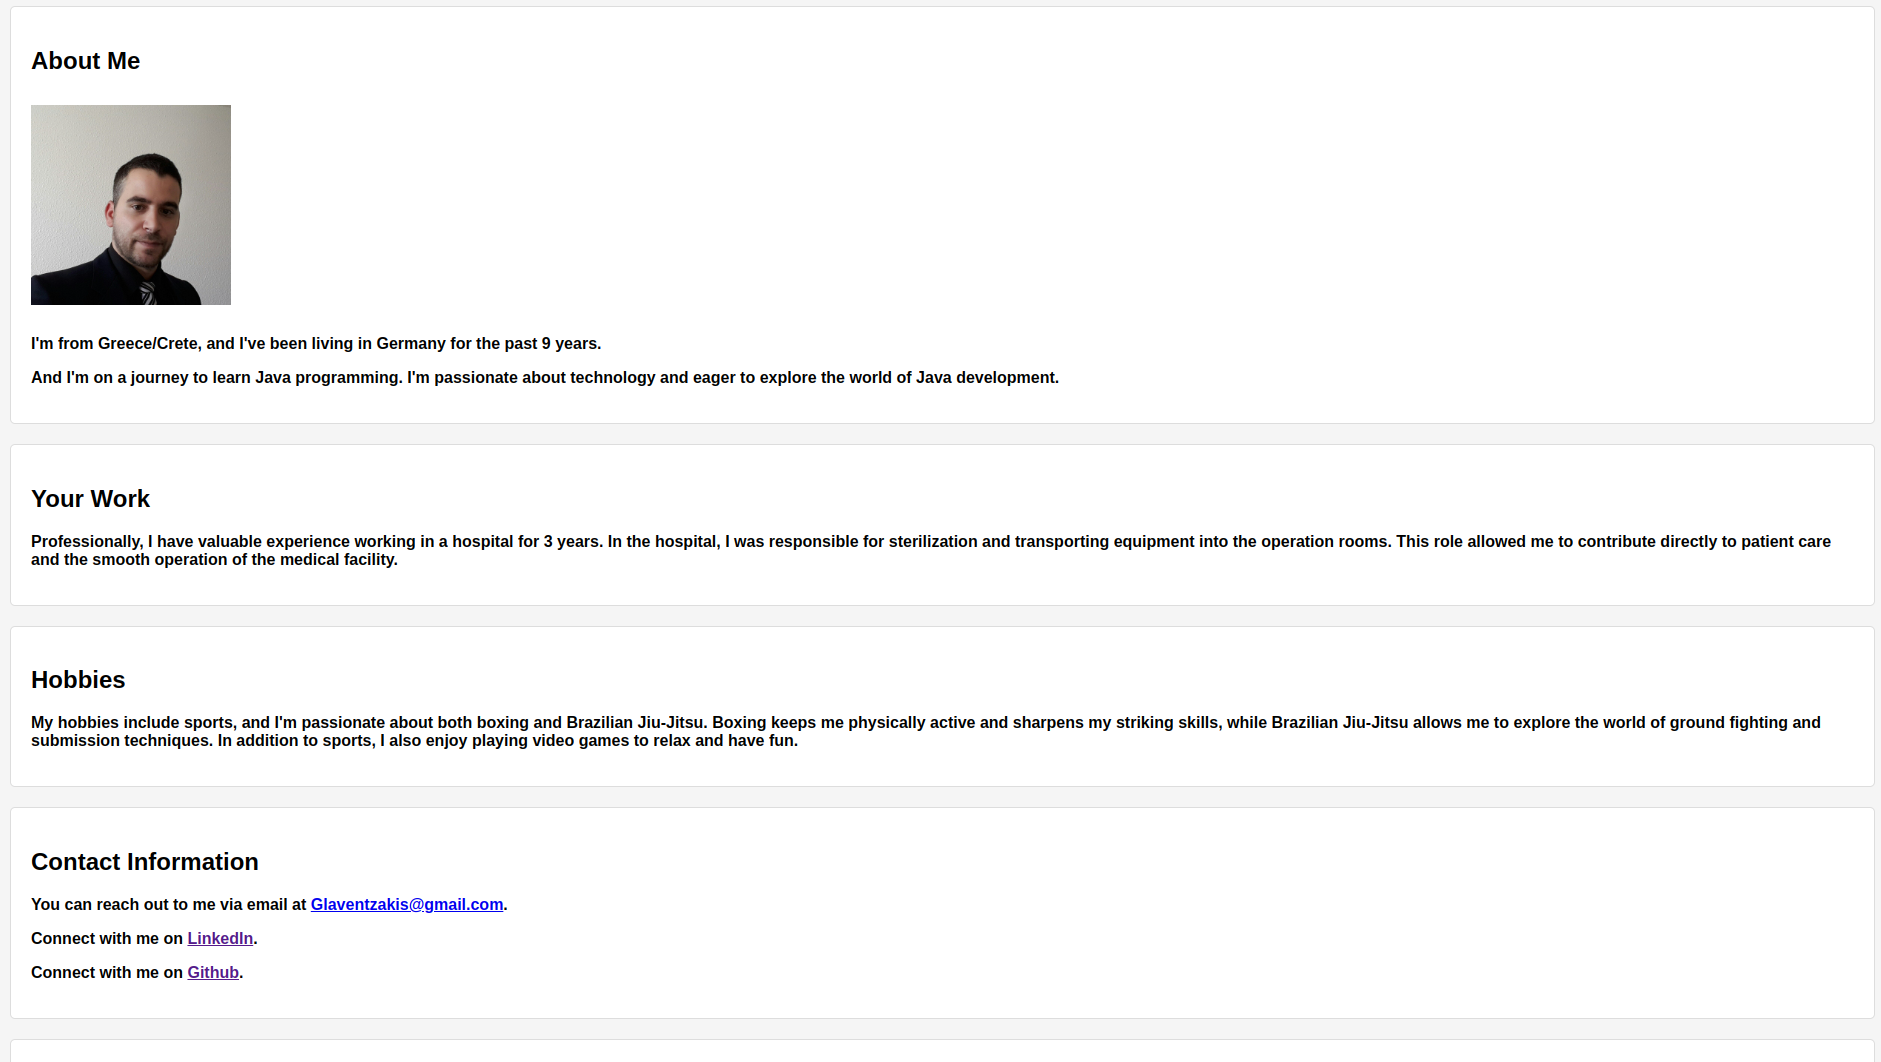 About Me
I'm from Greece/Crete, and I've been living in Germany for the past 9 years.
And I'm on a journey to learn Java programming. I'm passionate about technology and eager to explore the world of Java development.
Your Work
Professionally, I have valuable experience working in a hospital for 3 years. In the hospital, I was responsible for sterilization and transporting equipment into the operation rooms. This role allowed me to contribute directly to patient care
and the smooth operation of the medical facility.
Hobbies
My hobbies include sports, and I'm passionate about both boxing and Brazilian Jiu-Jitsu. Boxing keeps me physically active and sharpens my striking skills, while Brazilian Jiu-Jitsu allows me to explore the world of ground fighting and
submission techniques. In addition to sports, I also enjoy playing video games to relax and have fun.
Contact Information
You can reach out to me via email at Glaventzakis@gmail.com.
Connect with me on LinkedIn.
Connect with me on Github.